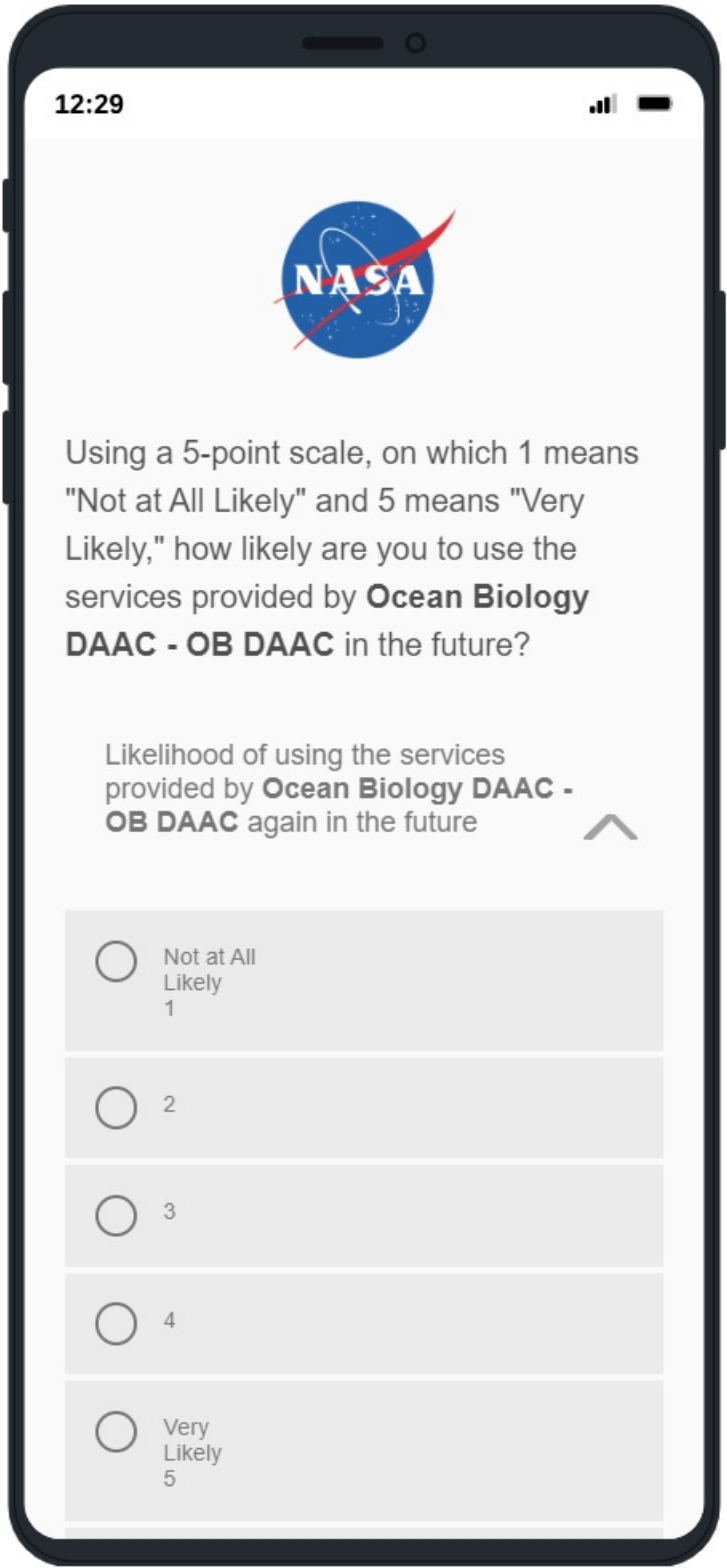 12:29
NASA
Using a 5-point scale, on which 1 means
"Not at All Likely" and 5 means "Very
Likely," how likely are you to use the
services provided by Ocean Biology
DAAC - OB DAAC in the future?
Likelihood of using the services
provided by Ocean Biology DAAC -
OB DAAC again in the future
Not at All
Likely
1
2
3
4
Very
Likely
5